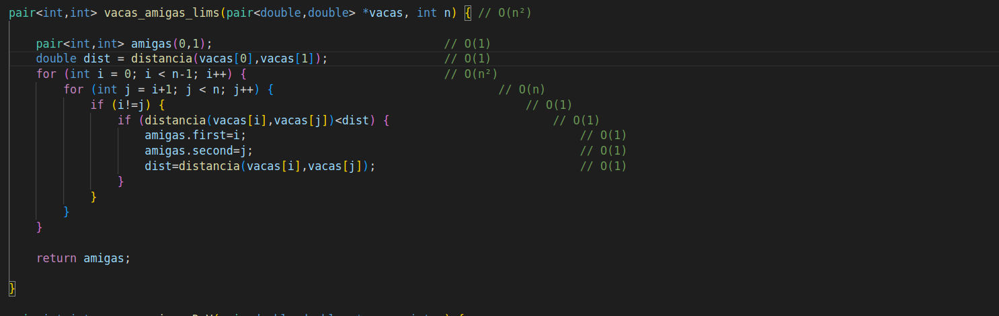 pair<int,int> vacas_amigas_lims(pair<double,double> *vacas, int n) { // O(n²)
pair<int,int> amigas(0,1); // O(1)
double dist = distancia(vacas[0],vacas[1]); // O(1)
for (int i = 0; i < n-1; i++) { // O(n²)
for (int j = i+1; j < n; j++) { // O(n)
if (i!=j) { // O(1)
if (distancia(vacas[i],vacas[j])<dist) { // O(1)
amigas.first=i; // O(1)
amigas.second=j; // O(1)
dist=distancia(vacas[i],vacas[j]); // O(1)
}
}
}
}
return amigas;
}